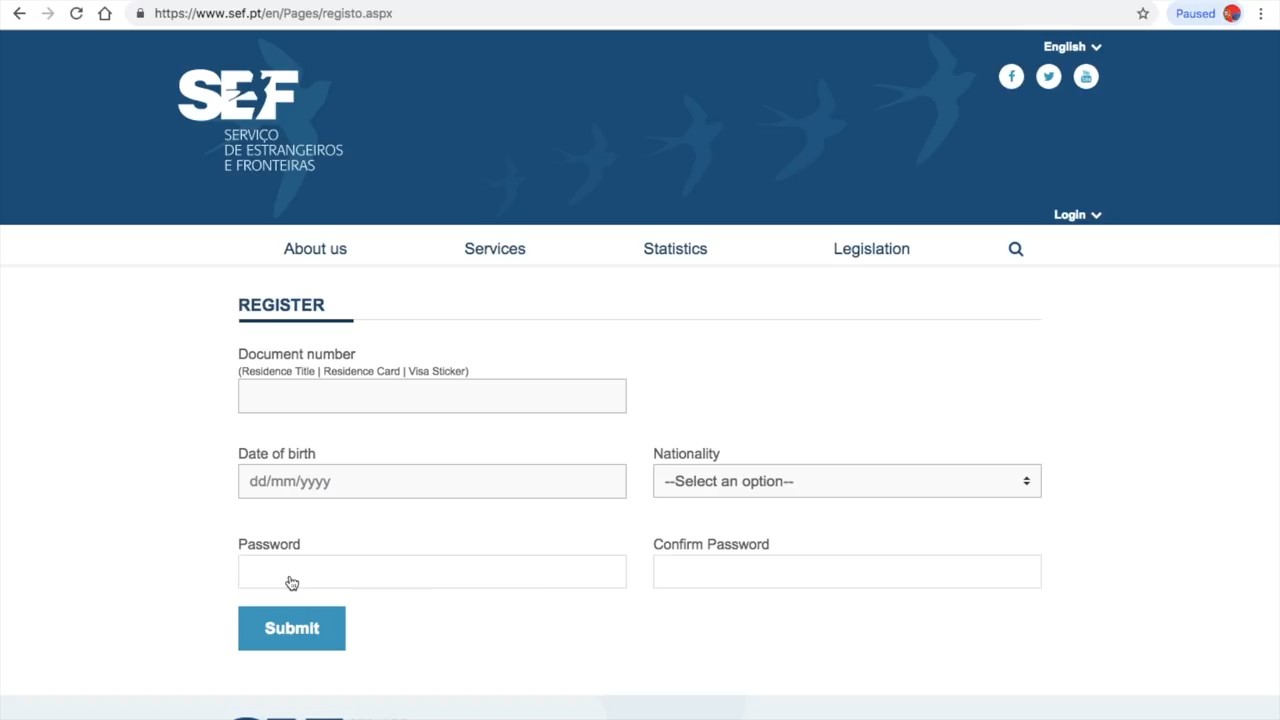 https://www.sef.pt/en/Pages/registo.aspx
Paused
English
SEF
SERVIÇO
DE ESTRANGEIROS
E FRONTEIRAS
Login
About us
Services
Statistics
Legislation
REGISTER
Document number
(Residence Title | Residence Card | Visa Sticker)
Date of birth
Nationality
dd/mm/yyyy
--Select an option--
Password
Confirm Password
Submit